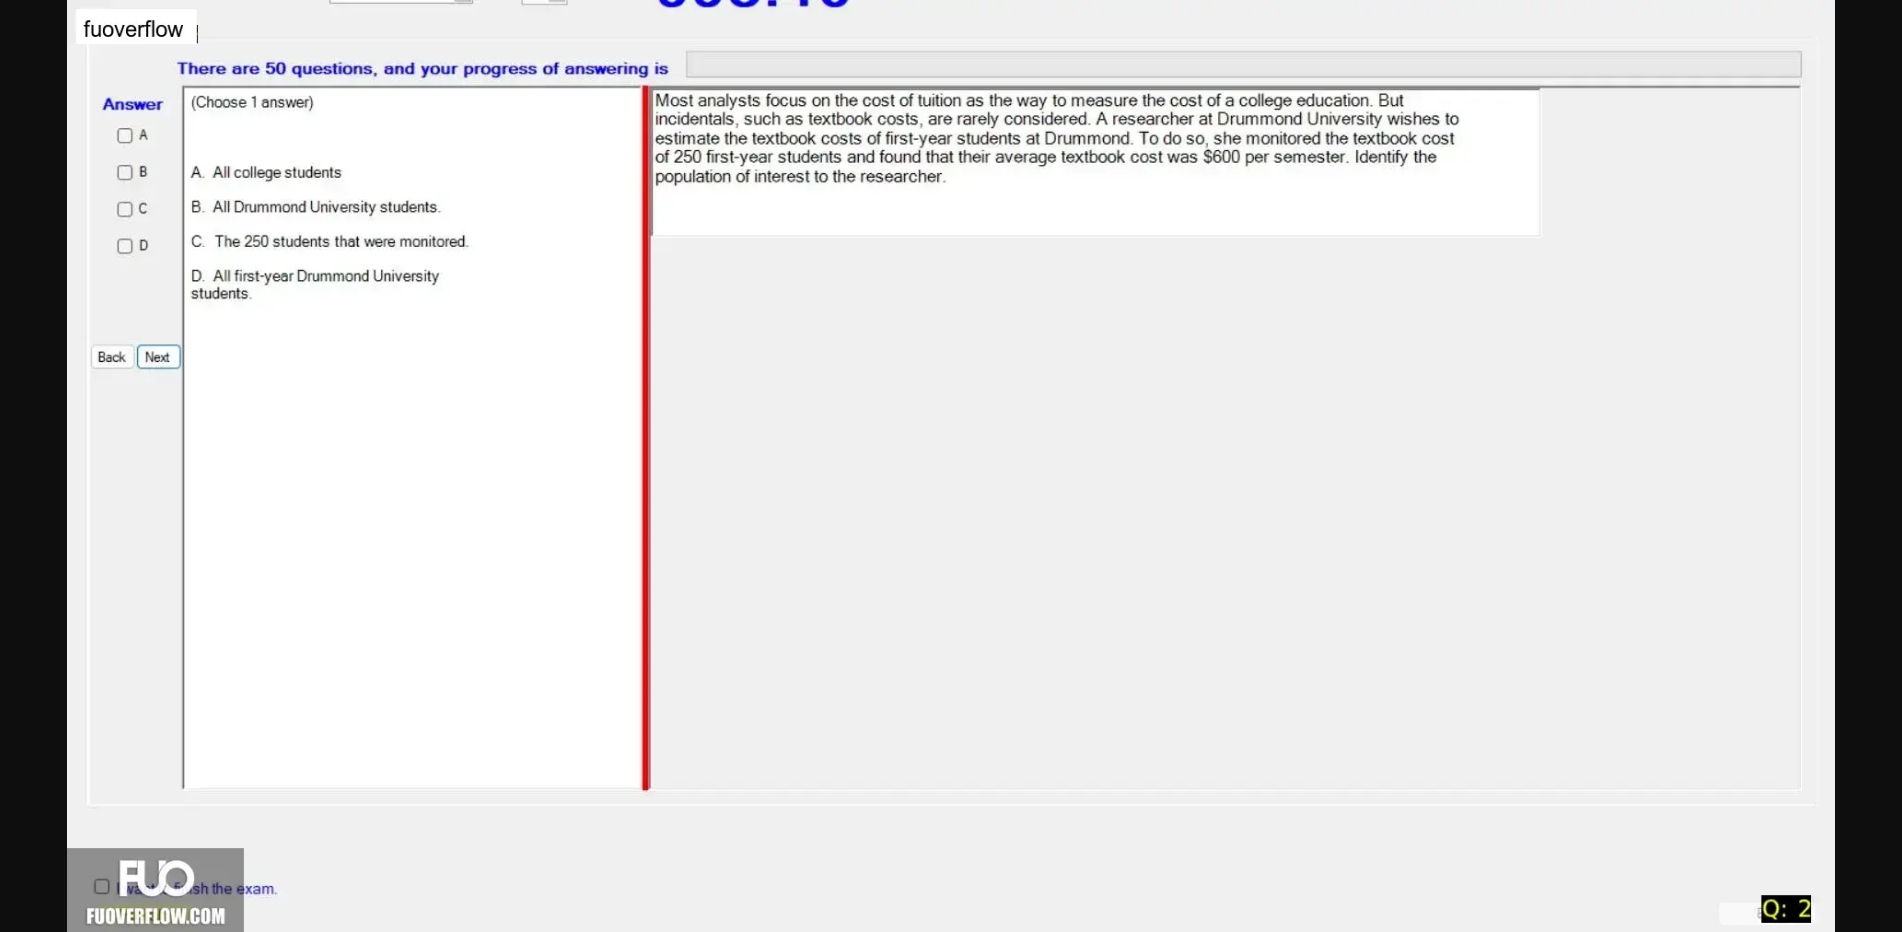 fuoverflow
There are 50 questions, and your progress of answering is
Answer
A
B
C
D
Back
Next
(Choose 1 answer)
A. All college students
B. All Drummond University students.
C. The 250 students that were monitored.
D. All first-year Drummond University
students.
Most analysts focus on the cost of tuition as the way to measure the cost of a college education. But
incidentals, such as textbook costs, are rarely considered. A researcher at Drummond University wishes to
estimate the textbook costs of first-year students at Drummond. To do so, she monitored the textbook cost
of 250 first-year students and found that their average textbook cost was $600 per semester. Identify the
population of interest to the researcher.
the exam.
FUO
FUOVERFLOW.COM
Q: 2